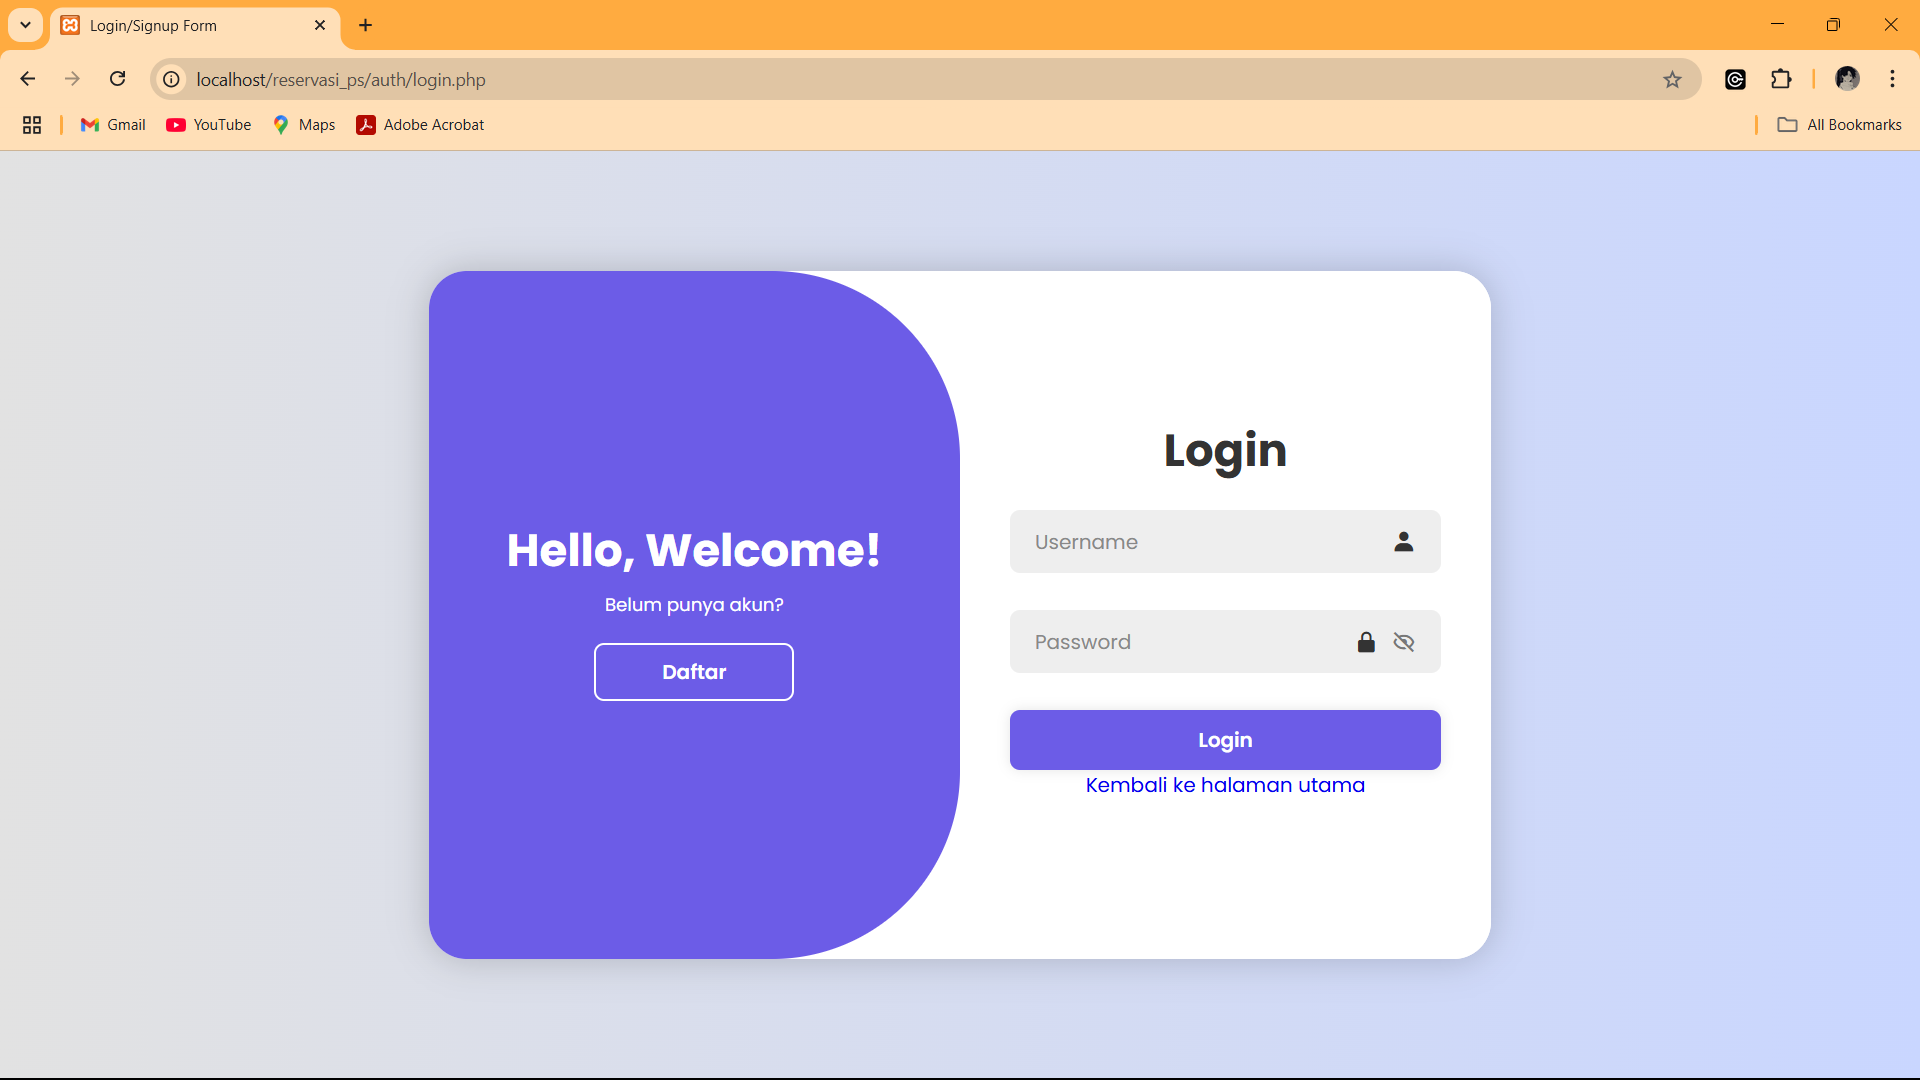 Login/Signup Form
localhost/reservasi_ps/auth/login.php
Gmail
YouTube
Maps
Adobe Acrobat
All Bookmarks
Hello, Welcome!
Belum punya akun?
Daftar
Login
Username
Password
Login
Kembali ke halaman utama